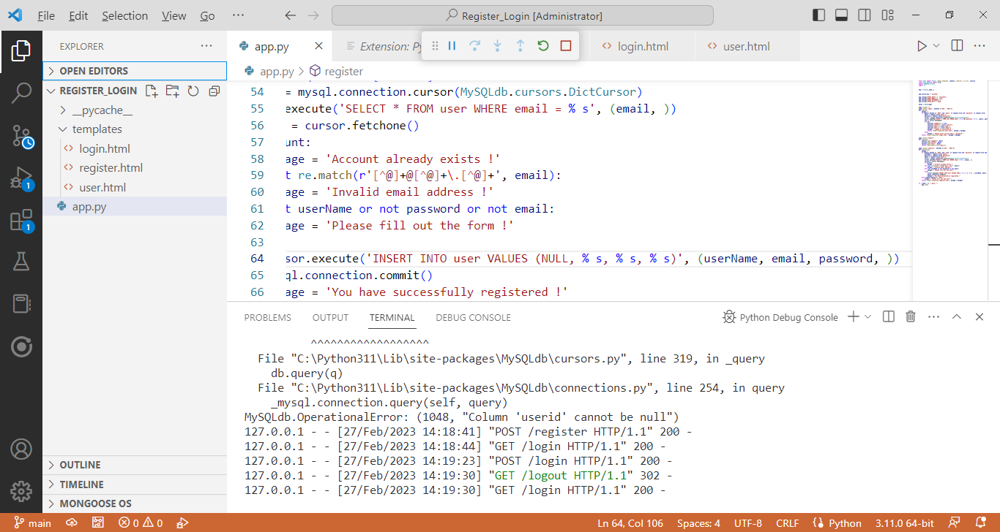 File Edit Selection View Go ··· Register_Login [Administrator]
EXPLORER ···
OPEN EDITORS
REGISTER_LOGIN
__pycache__
templates
login.html
register.html
user.html
app.py
OUTLINE
TIMELINE
MONGOOSE OS
1
1
app.py Extension: Py login.html user.html
app.py > register
54 = mysql.connection.cursor(MySQLdb.cursors.DictCursor)
55 execute('SELECT * FROM user WHERE email = % s', (email, ))
56 = cursor.fetchone()
57 unt:
58 age = 'Account already exists !'
59 t re.match(r'[^@]+@[^@]+\.[^@]+', email):
60 age = 'Invalid email address !'
61 t userName or not password or not email:
62 age = 'Please fill out the form !'
63
64 sor.execute('INSERT INTO user VALUES (NULL, % s, % s, % s)', (userName, email, password, ))
65 ql.connection.commit()
66 age = 'You have successfully registered !'
PROBLEMS OUTPUT TERMINAL DEBUG CONSOLE Python Debug Console
^^^^^^^^^^^^^^^^^^
File "C:\Python311\Lib\site-packages\MySQLdb\cursors.py", line 319, in _query
db.query(q)
File "C:\Python311\Lib\site-packages\MySQLdb\connections.py", line 254, in query
_mysql.connection.query(self, query)
MySQLdb.OperationalError: (1048, "Column 'userid' cannot be null")
127.0.0.1 - - [27/Feb/2023 14:18:41] "POST /register HTTP/1.1" 200 -
127.0.0.1 - - [27/Feb/2023 14:18:44] "GET /login HTTP/1.1" 200 -
127.0.0.1 - - [27/Feb/2023 14:19:23] "POST /login HTTP/1.1" 200 -
127.0.0.1 - - [27/Feb/2023 14:19:30] "GET /logout HTTP/1.1" 302 -
127.0.0.1 - - [27/Feb/2023 14:19:30] "GET /login HTTP/1.1" 200 -
main 0 0 Ln 64, Col 106 Spaces: 4 UTF-8 CRLF Python 3.11.0 64-bit